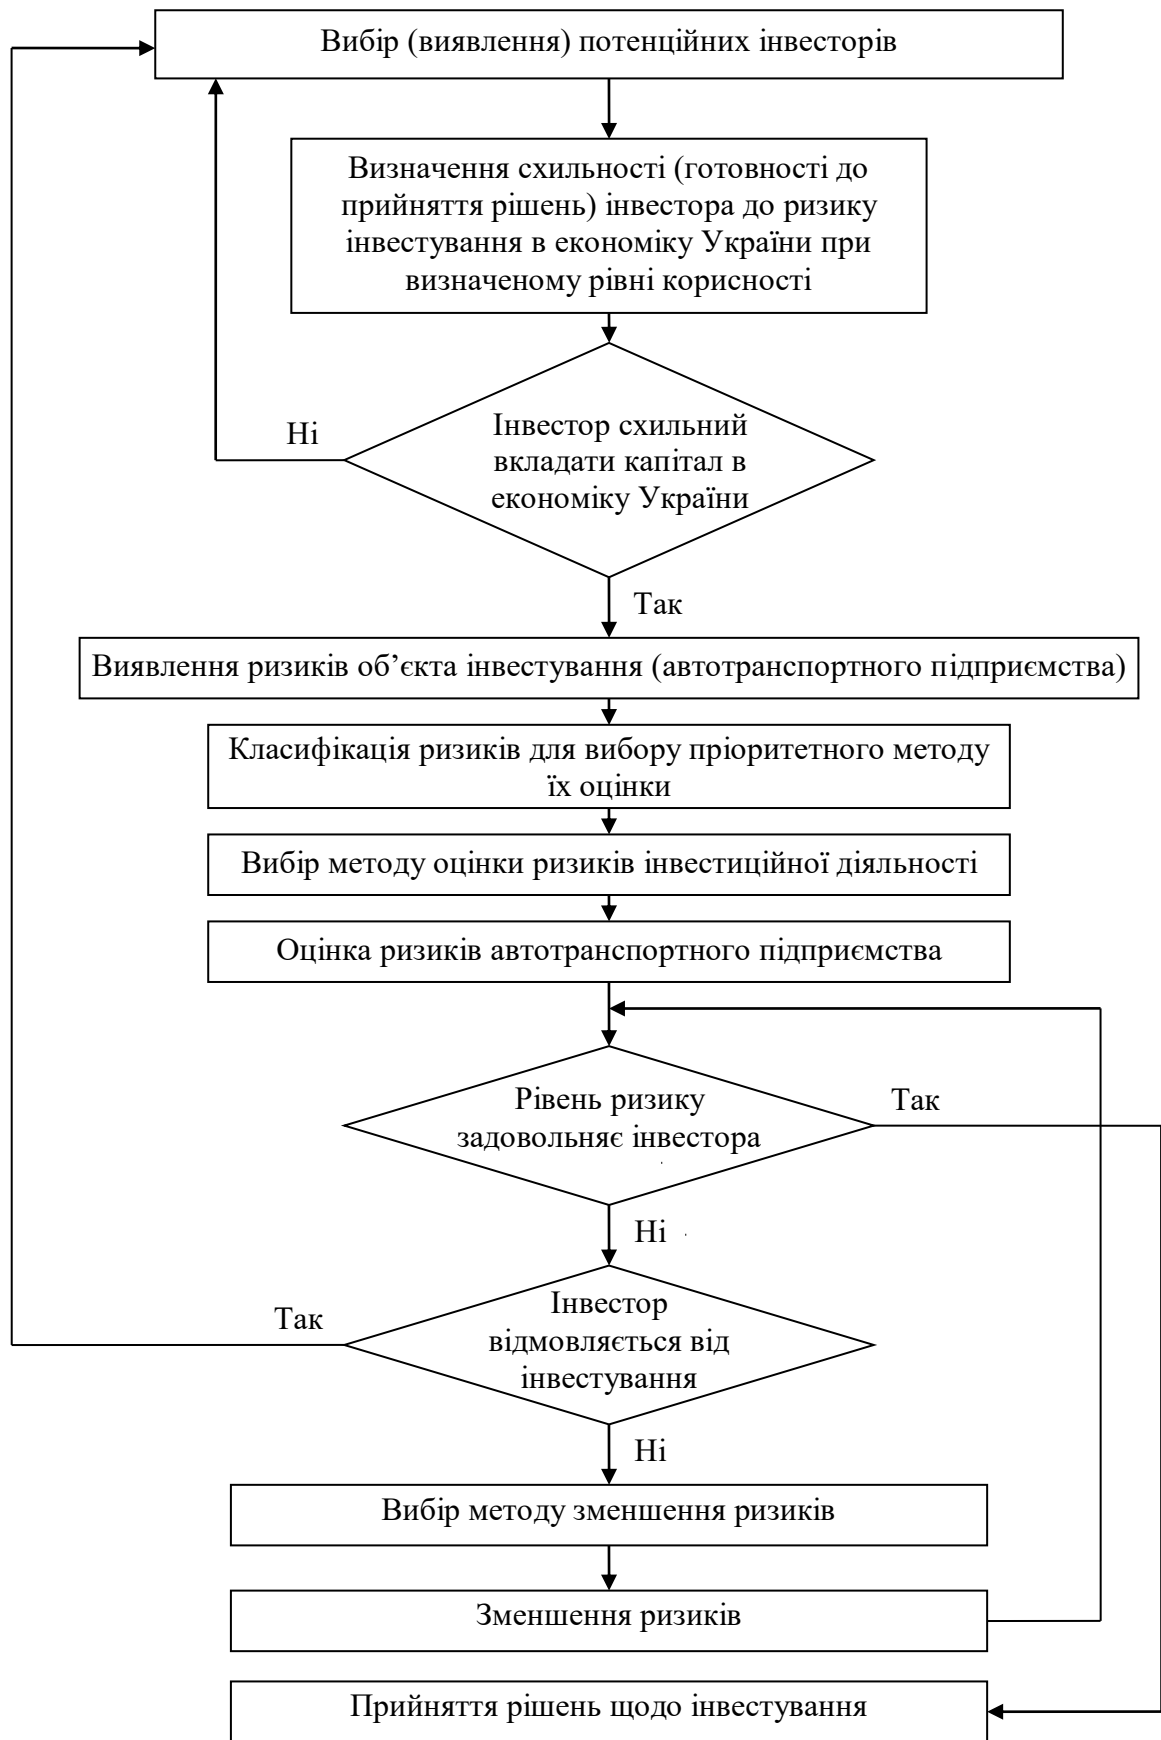 Вибір (виявлення) потенційних інвесторів
Визначення схильності (готовності до
прийняття рішень) інвестора до ризику
інвестування в економіку України при
визначеному рівні корисності
Ні
Інвестор схильний
вкладати капітал в
економіку України
Так
Виявлення ризиків об’єкта інвестування (автотранспортного підприємства)
Класифікація ризиків для вибору пріоритетного методу
їх оцінки
Вибір методу оцінки ризиків інвестиційної діяльності
Оцінка ризиків автотранспортного підприємства
Рівень ризику
задовольняє інвестора
Так
Ні
Інвестор
відмовляється від
інвестування
Так
Ні
Вибір методу зменшення ризиків
Зменшення ризиків
Прийняття рішень щодо інвестування